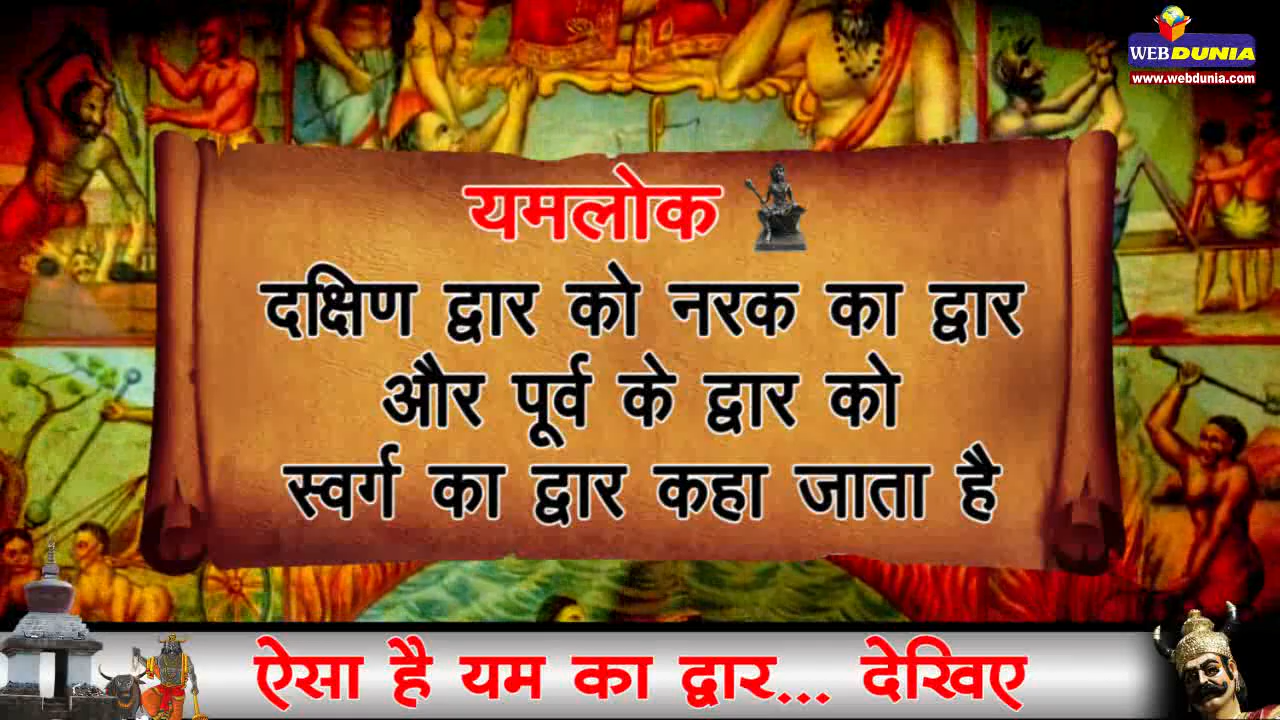 WEBDUNIA
www.webdunia.com
यमलोक
दक्षिण द्वार को नरक का द्वार
और पूर्व के द्वार को
स्वर्ग का द्वार कहा जाता है
ऐसा है यम का द्वार... देखिए